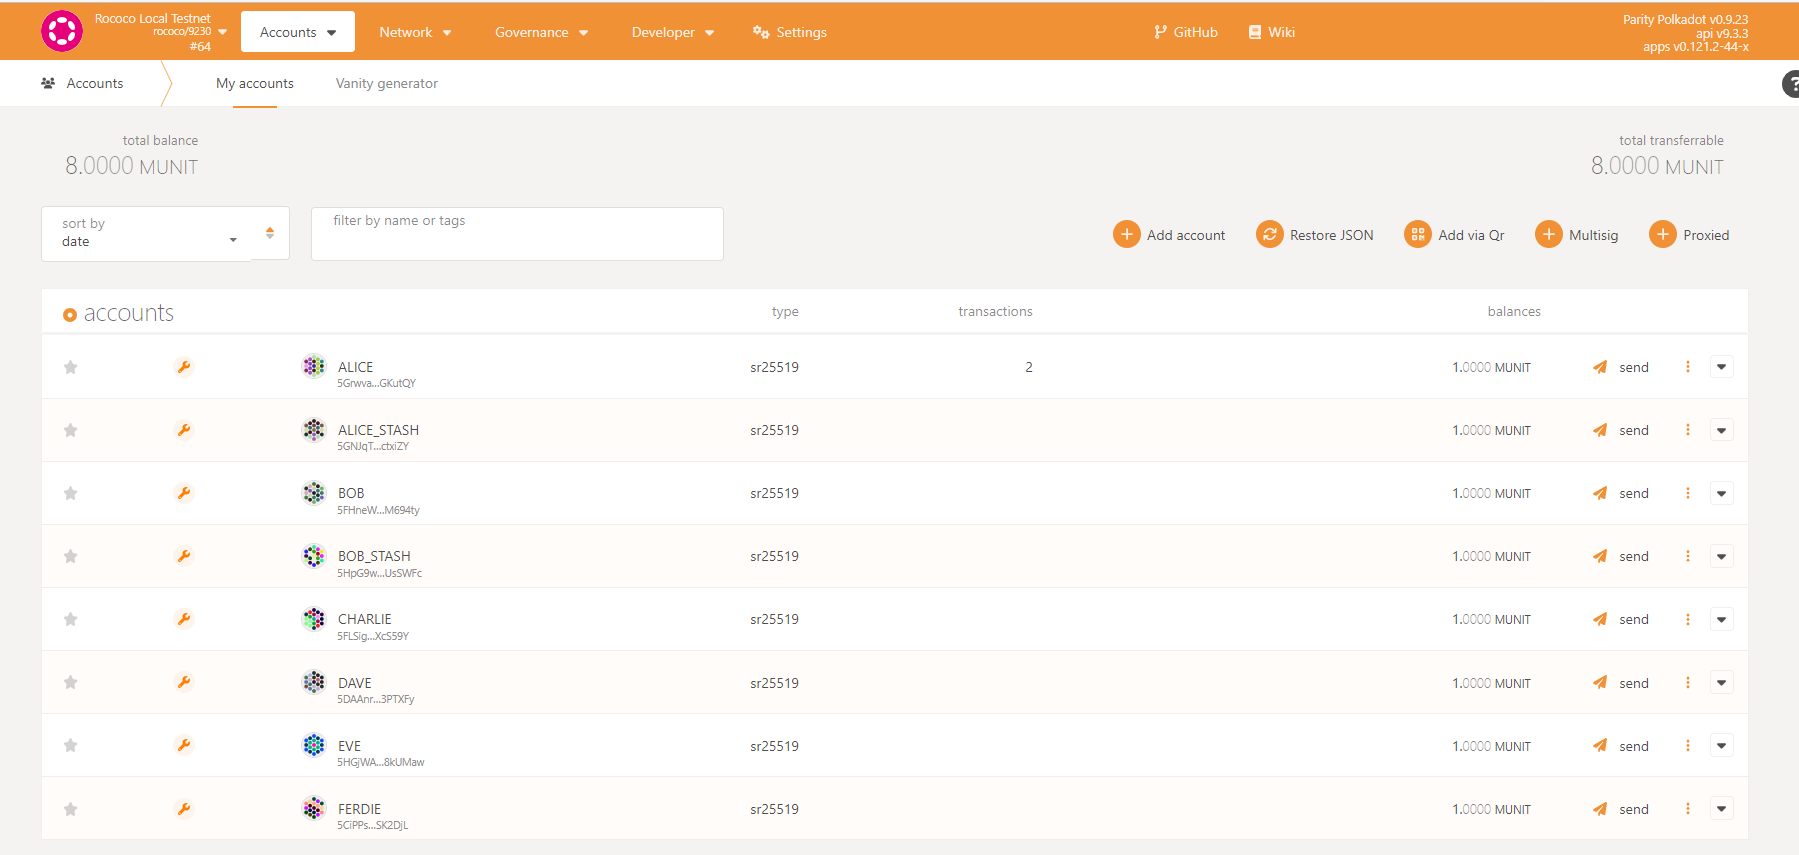 Rococo Local Testnet
rococo/9230
#64
Accounts
Network
Governance
Developer
Settings
GitHub
Wiki
Parity Polkadot v0.9.23
api v9.3.3
apps v0.121.2-44-x
Accounts
My accounts
Vanity generator
?
total balance
8.0000 MUNIT
total transferrable
8.0000 MUNIT
sort by
date
filter by name or tags
Add account
Restore JSON
Add via Qr
Multisig
Proxied
accounts type transactions balances
ALICE sr25519 2 1.0000 MUNIT send
5Grwva...GKutQY
ALICE_STASH sr25519 1.0000 MUNIT send
5GNJqT...ctxiZY
BOB sr25519 1.0000 MUNIT send
5FHneW...M694ty
BOB_STASH sr25519 1.0000 MUNIT send
5HpG9w...UsSWFc
CHARLIE sr25519 1.0000 MUNIT send
5FLSig...XcS59Y
DAVE sr25519 1.0000 MUNIT send
5DAAnr...3PTXFy
EVE sr25519 1.0000 MUNIT send
5HGjWA...8kUMaw
FERDIE sr25519 1.0000 MUNIT send
5CiPPs...SK2DjL